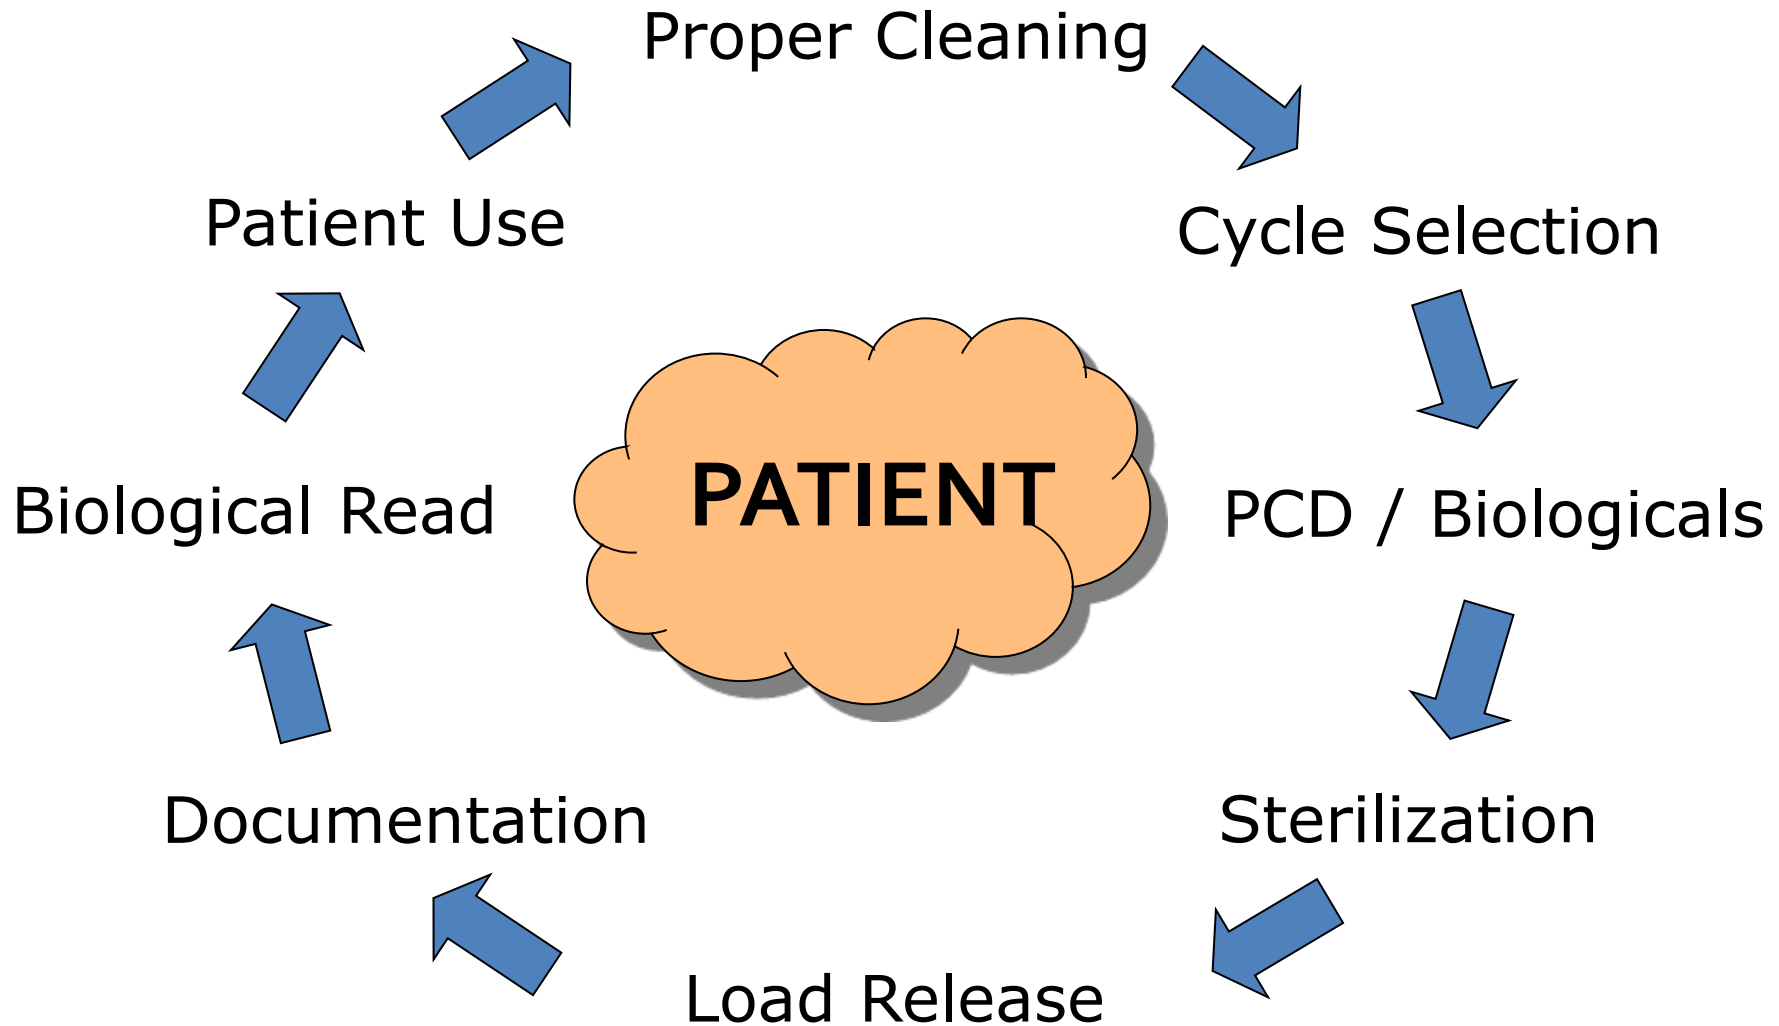 Proper Cleaning
Cycle Selection
PCD / Biologicals
Sterilization
Load Release
Documentation
Biological Read
Patient Use
PATIENT